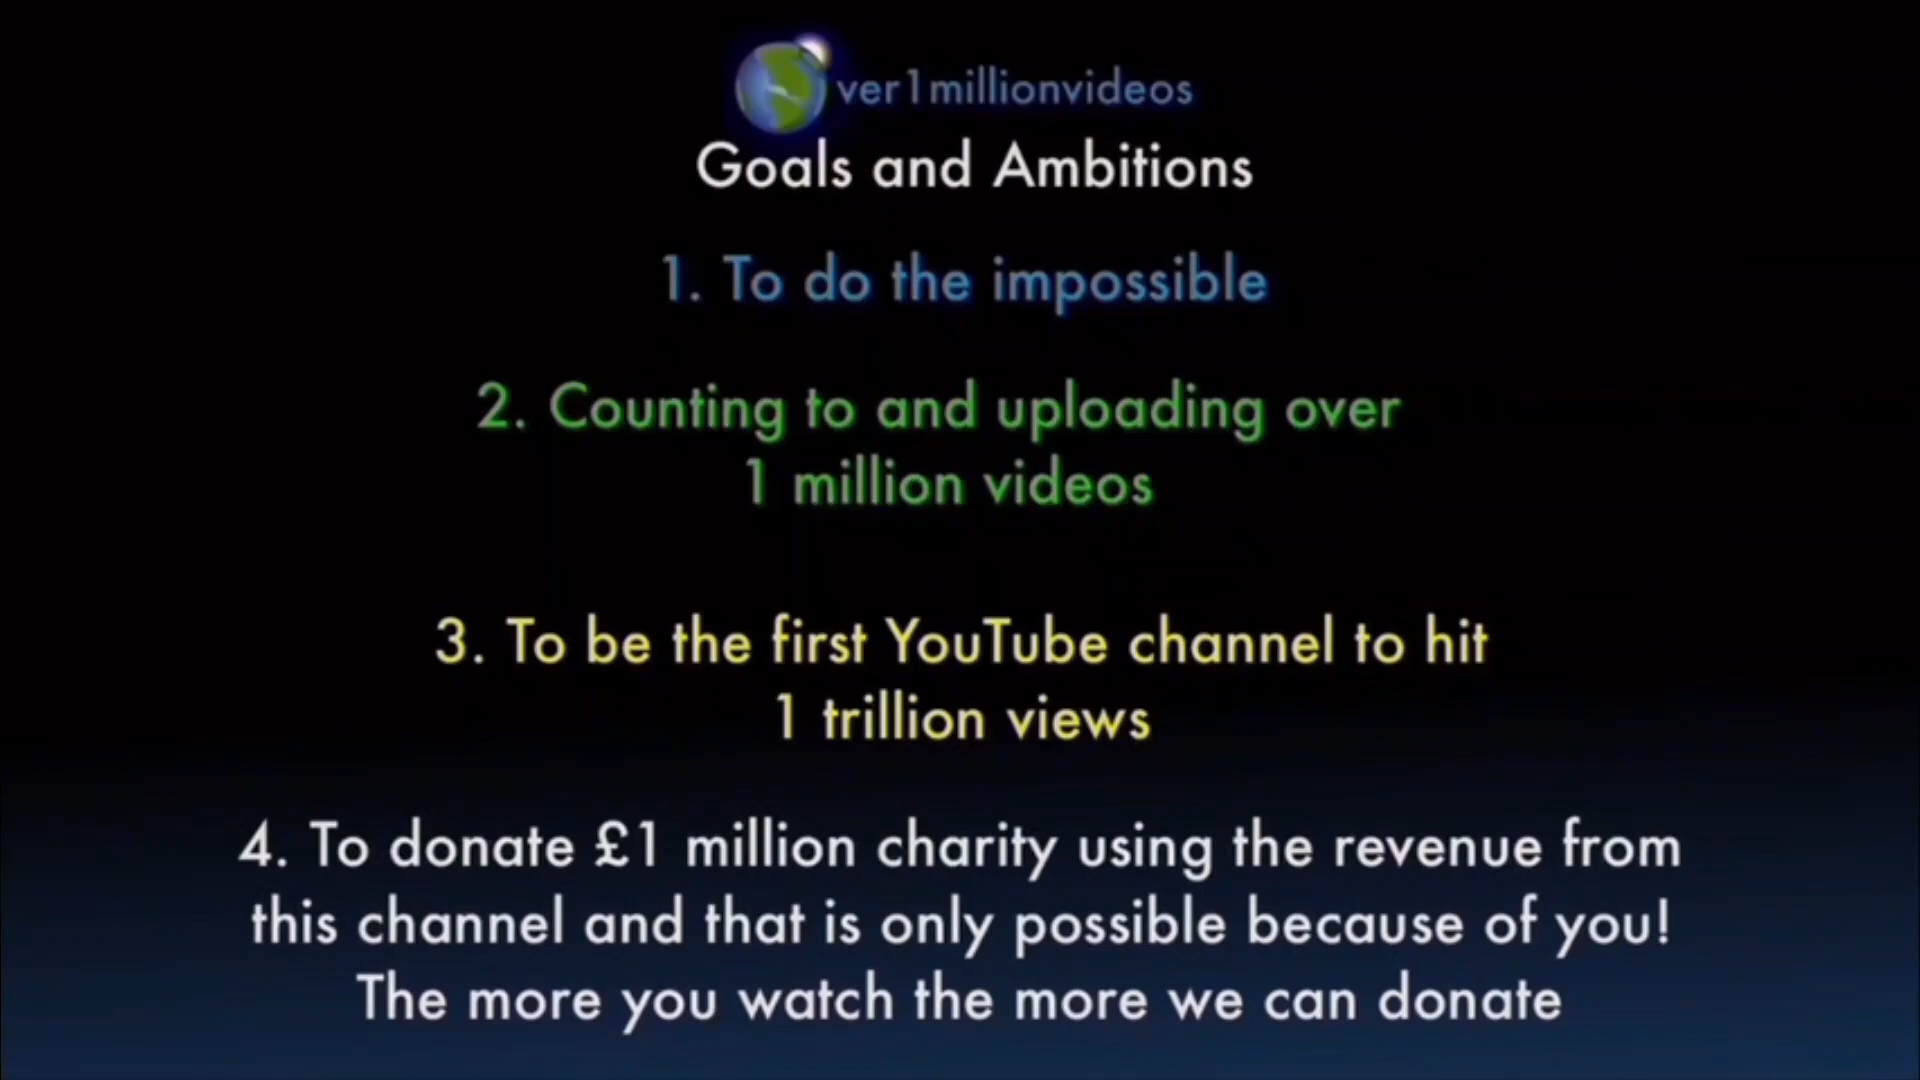 ver1millionvideos
Goals and Ambitions
1. To do the impossible
2. Counting to and uploading over
1 million videos
3. To be the first YouTube channel to hit
1 trillion views
4. To donate £1 million charity using the revenue from
this channel and that is only possible because of you!
The more you watch the more we can donate